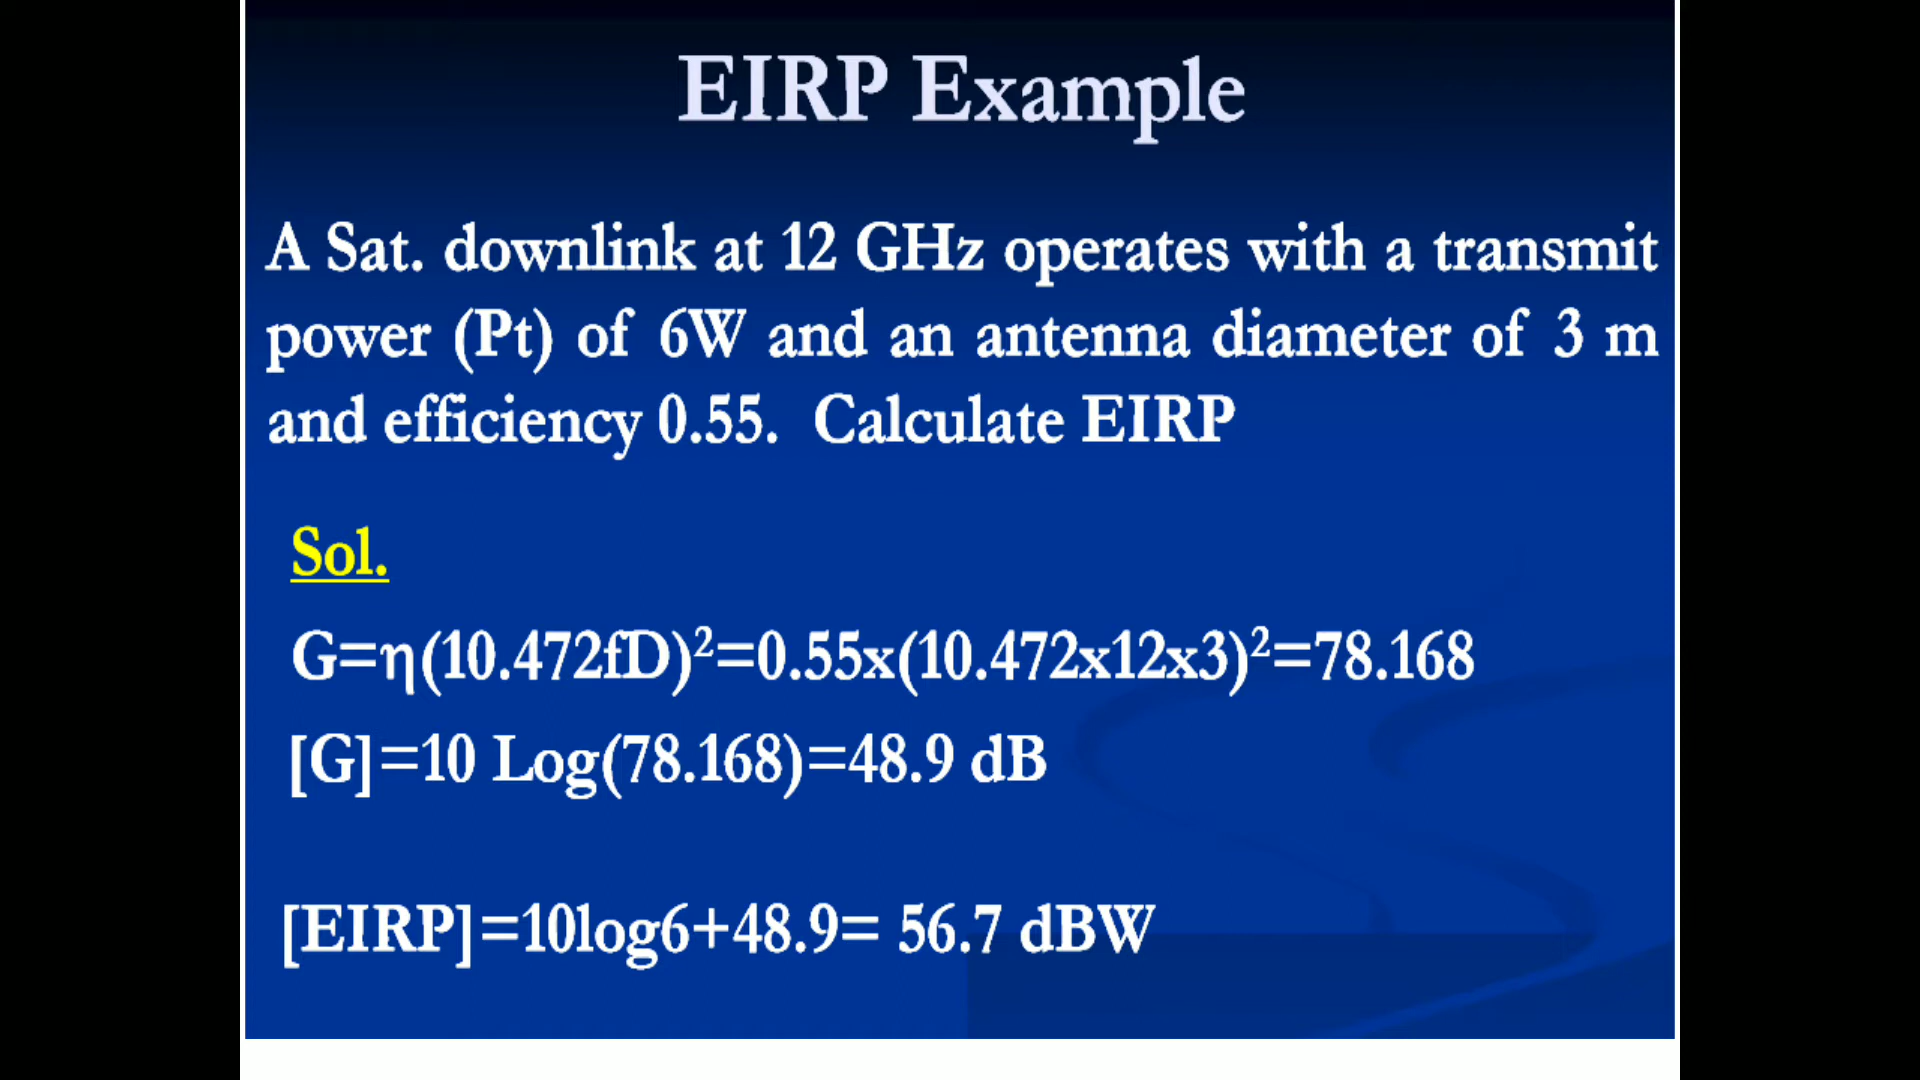 EIRP Example
A Sat. downlink at 12 GHz operates with a transmit
power (Pt) of 6W and an antenna diameter of 3 m
and efficiency 0.55. Calculate EIRP
Sol.
G=η(10.472fD)²=0.55x(10.472x12x3)²=78.168
[G]=10 Log(78.168)=48.9 dB
[EIRP]=10log6+48.9= 56.7 dBW